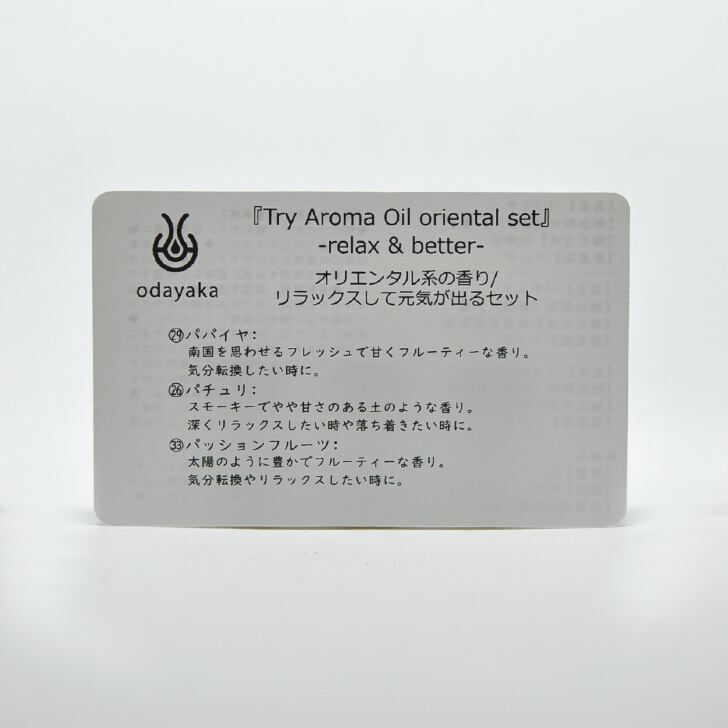 『Try Aroma Oil oriental set』
-relax & better-
odayaka
オリエンタル系の香り/
リラックスして元気が出るセット
㉙パパイヤ:
南国を思わせるフレッシュで甘くフルーティーな香り。
気分転換したい時に。
㉖パチュリ:
スモーキーでやや甘さのある土のような香り。
深くリラックスしたい時や落ち着きたい時に。
㉝パッションフルーツ:
太陽のように豊かでフルーティーな香り。
気分転換やリラックスしたい時に。